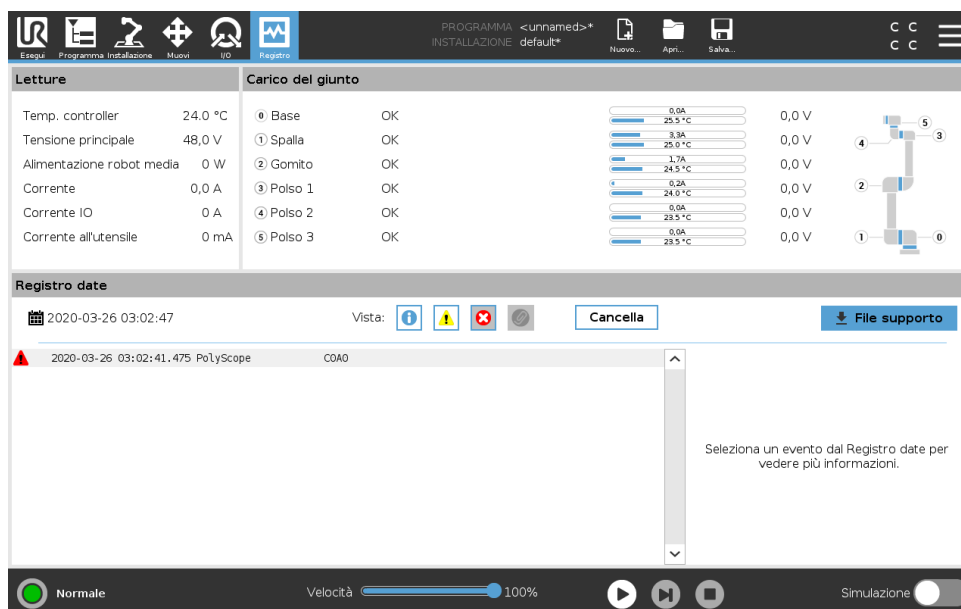 PROGRAMMA <unnamed>*
INSTALLAZIONE default*
C C
C C
Esegui Programma Installazione Muovi I/O Registro Nuovo... Apri... Salva...
Letture
Carico del giunto
Temp. controller 24.0 °C
Tensione principale 48,0 V
Alimentazione robot media 0 W
Corrente 0,0 A
Corrente IO 0 A
Corrente all'utensile 0 mA
0 Base OK 0,0A 25.5 °C 0,0 V
1 Spalla OK 3,3A 25.0 °C 0,0 V
2 Gomito OK 1,7A 24.5 °C 0,0 V
3 Polso 1 OK 0,2A 24.0 °C 0,0 V
4 Polso 2 OK 0,0A 23.5 °C 0,0 V
5 Polso 3 OK 0,0A 23.5 °C 0,0 V
5
3
4
2
1
0
Registro date
2020-03-26 03:02:47 Vista: Cancella File supporto
2020-03-26 03:02:41.475 PolyScope C0A0
Seleziona un evento dal Registro date per
vedere più informazioni.
Normale Velocità 100% Simulazione